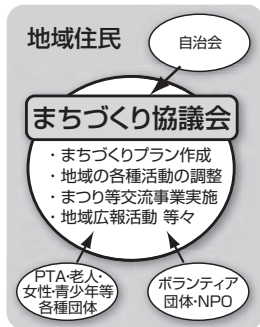 地域住民
自治会
まちづくり協議会
・まちづくりプラン作成
・地域の各種活動の調整
・まつり等交流事業実施
・地域広報活動 等々
PTA・老人・
女性・青少年等
各種団体
ボランティア
団体・NPO